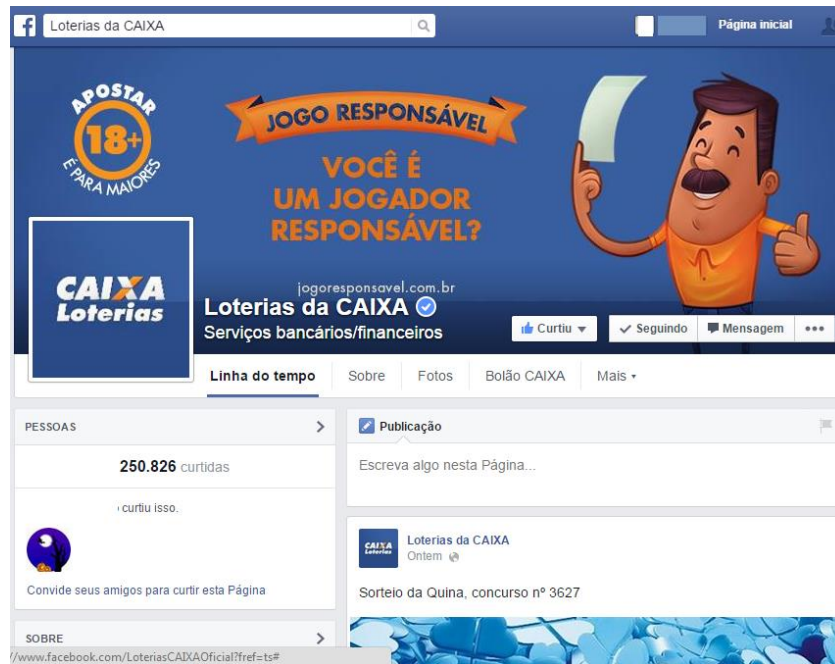 Loterias da CAIXA
Página inicial
APOSTAR
18+
É PARA MAIORES
JOGO RESPONSÁVEL
VOCÊ É
UM JOGADOR
RESPONSÁVEL?
jogoresponsavel.com.br
CAIXA
Loterias
Loterias da CAIXA
Serviços bancários/financeiros
Curtiu
Seguindo
Mensagem
Linha do tempo
Sobre
Fotos
Bolão CAIXA
Mais
PESSOAS
250.826 curtidas
curtiu isso.
Convide seus amigos para curtir esta Página
SOBRE
Publicação
Escreva algo nesta Página...
CAIXA
Loterias
Loterias da CAIXA
Ontem
Sorteio da Quina, concurso nº 3627
//www.facebook.com/LoteriasCAIXAOficial?fref=ts#